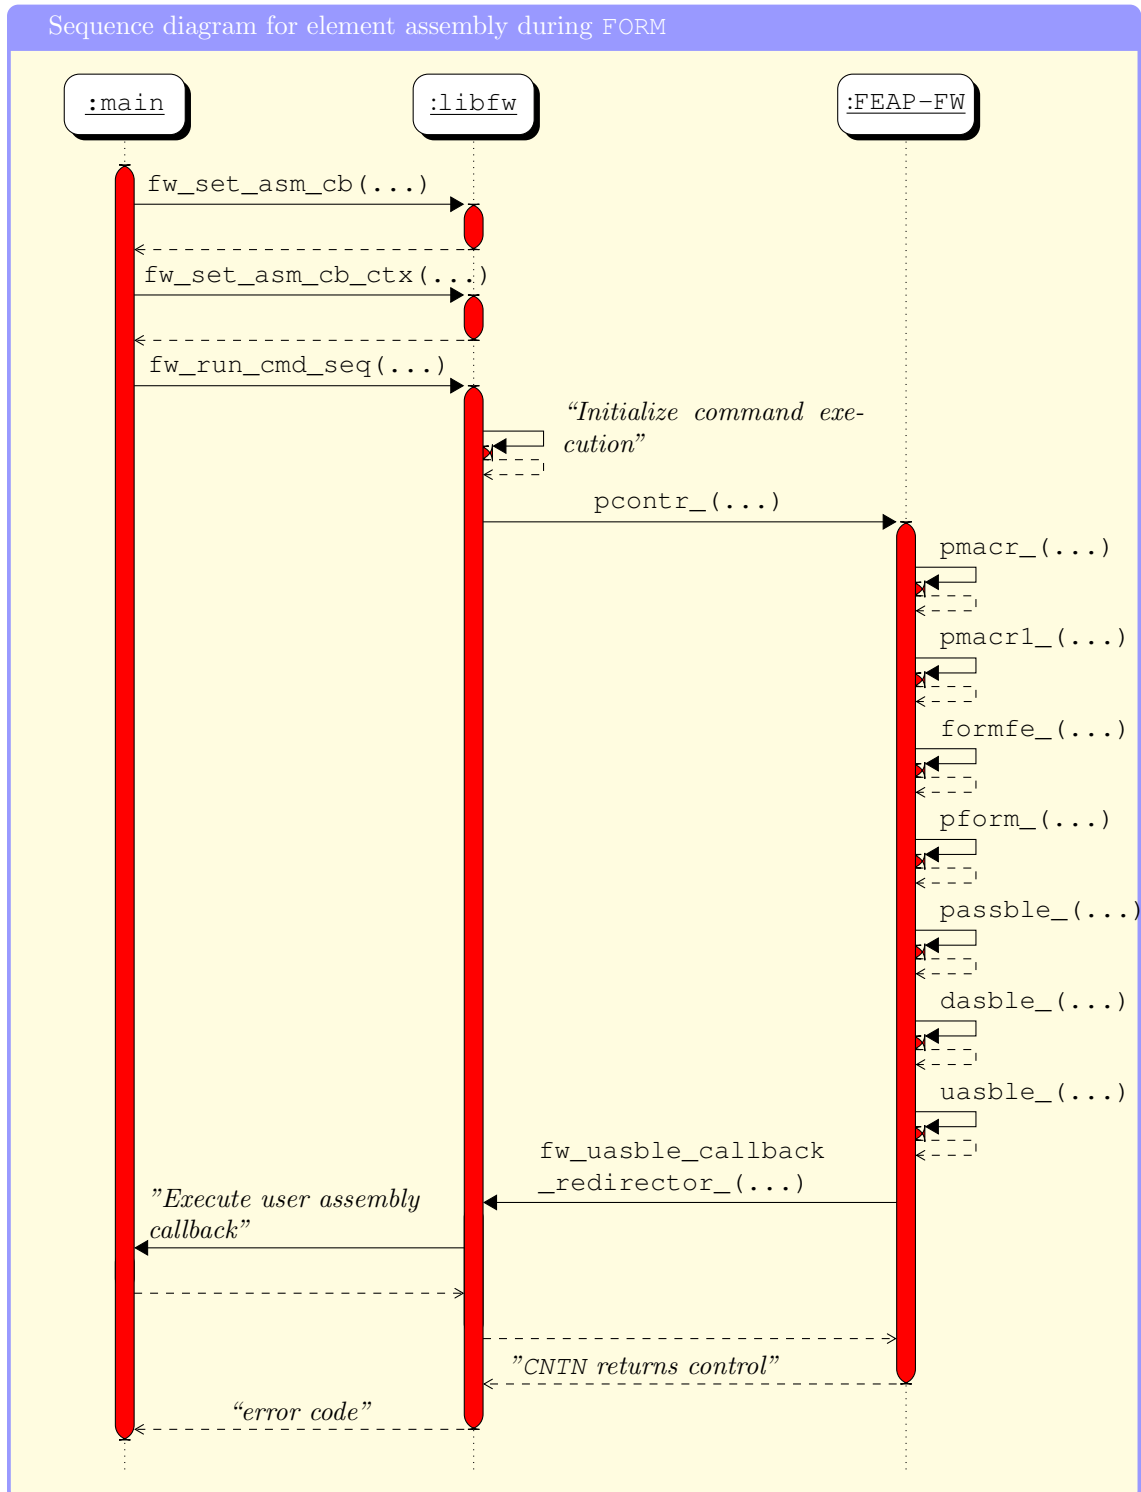 Sequence diagram for element assembly during FORM
:main
:libfw
:FEAP-FW
fw_set_asm_cb(...)
fw_set_asm_cb_ctx(...)
fw_run_cmd_seq(...)
“Initialize command exe-
cution”
pcontr_(...)
pmacr_(...)
pmacr1_(...)
formfe_(...)
pform_(...)
passble_(...)
dasble_(...)
uasble_(...)
fw_uasble_callback
_redirector_(...)
”Execute user assembly
callback”
”CNTN returns control”
“error code”